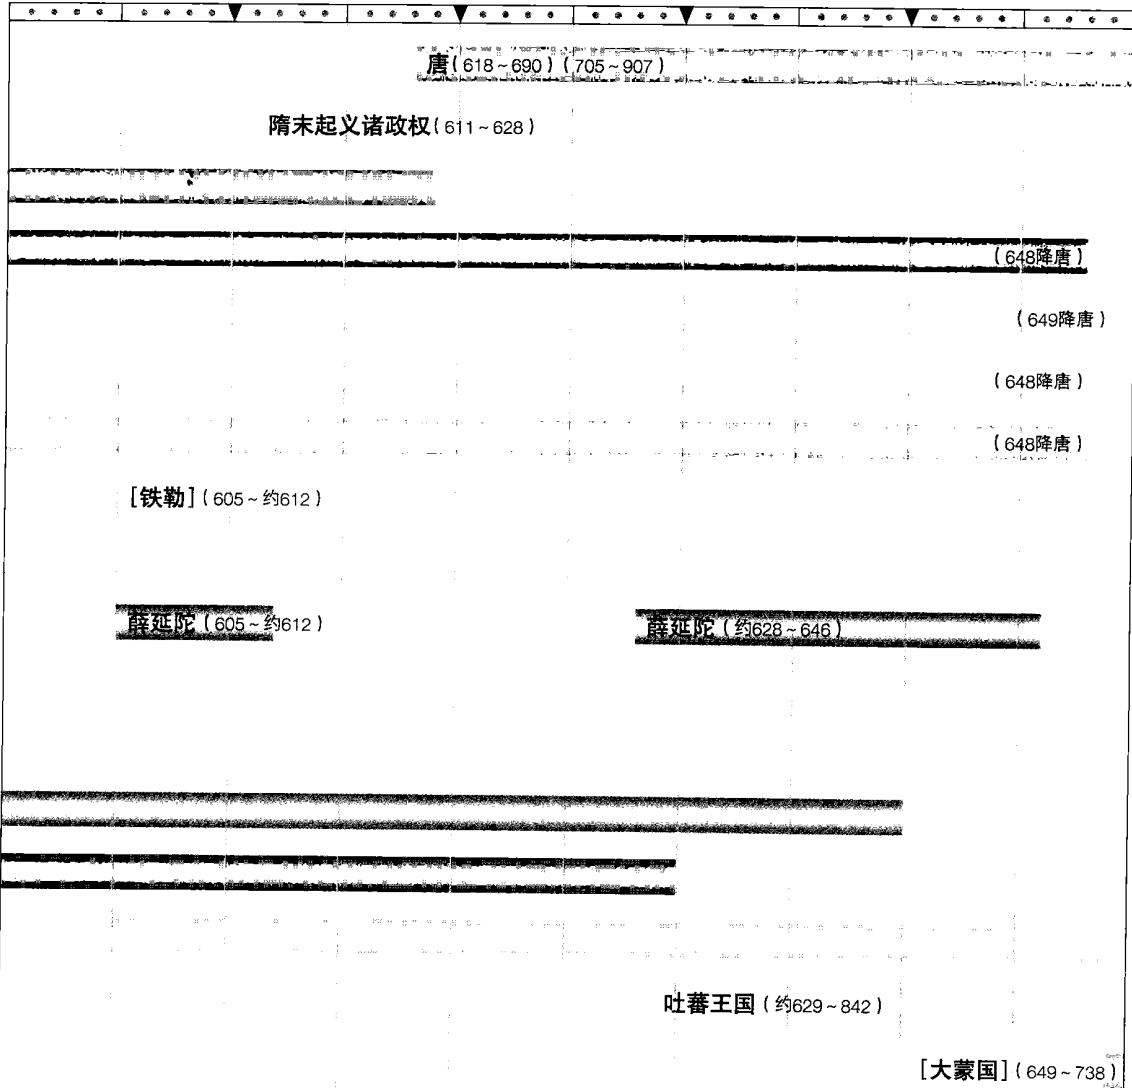 唐(618~690)(705~907)
隋末起义诸政权(611~628)
(648降唐)
(649降唐)
(648降唐)
(648降唐)
[铁勒](605~约612)
薛延陀(605~约612) 薛延陀(约628~646)
吐蕃王国(约629~842)
[大蒙国](649~738)